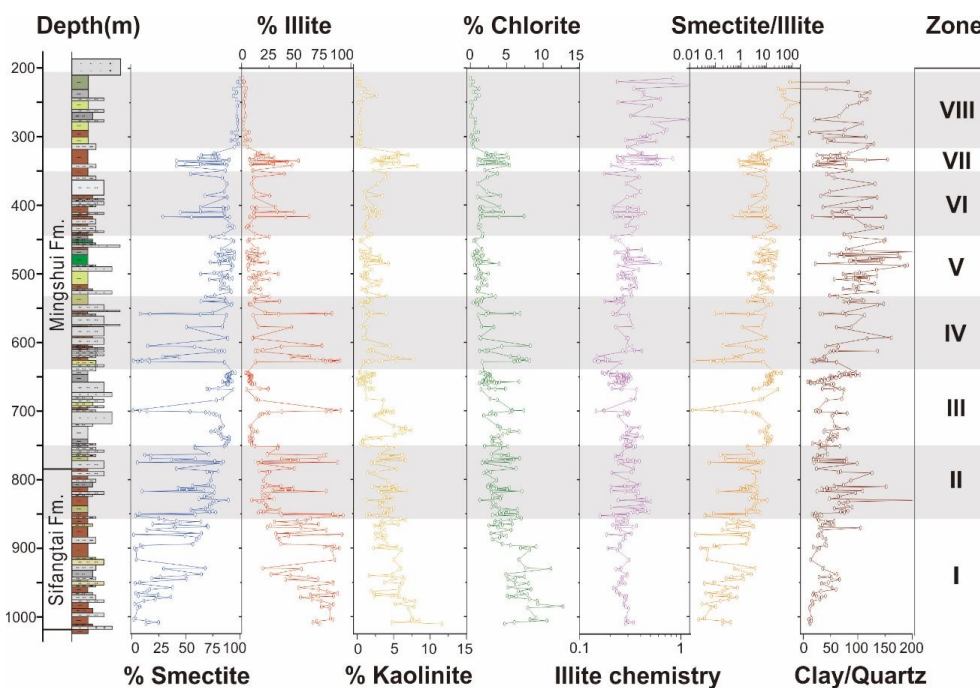 Depth(m) % Illite % Chlorite Smectite/Illite Zone
0 25 50 75 100 0 5 10 15 0.01 0.1 1 10 100
200
300
400
500
600
700
800
900
1000
Mingshui Fm.
Sifangtai Fm.
VIII
VII
VI
V
IV
III
II
I
0 25 50 75 100 0 5 10 15 0.1 1 0 50 100 150 200
% Smectite % Kaolinite Illite chemistry Clay/Quartz